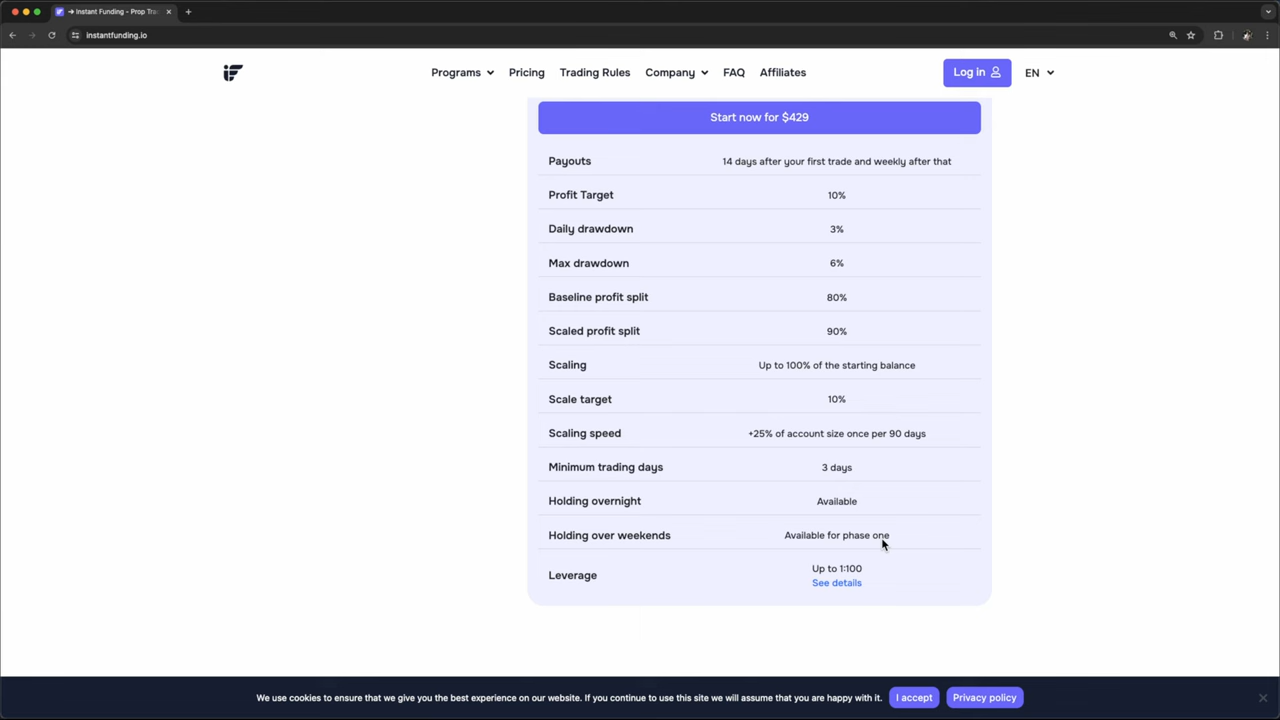 → Instant Funding - Prop Tra
instantfunding.io
Programs Pricing Trading Rules Company FAQ Affiliates Log in EN
Start now for $429
Payouts 14 days after your first trade and weekly after that
Profit Target 10%
Daily drawdown 3%
Max drawdown 6%
Baseline profit split 80%
Scaled profit split 90%
Scaling Up to 100% of the starting balance
Scale target 10%
Scaling speed +25% of account size once per 90 days
Minimum trading days 3 days
Holding overnight Available
Holding over weekends Available for phase one
Leverage Up to 1:100
See details
We use cookies to ensure that we give you the best experience on our website. If you continue to use this site we will assume that you are happy with it. I accept Privacy policy